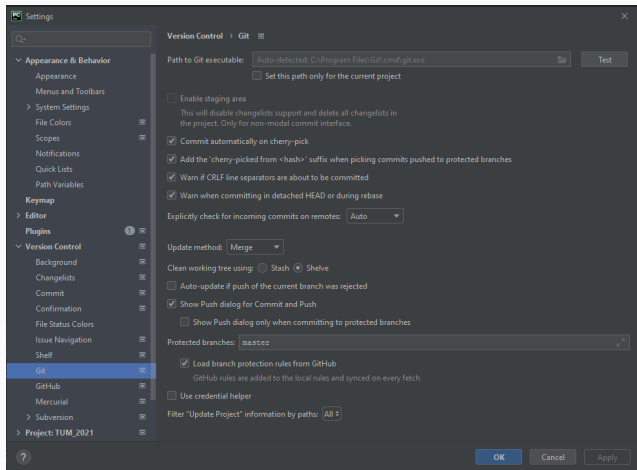 PC Settings
Version Control > Git
Path to Git executable: Auto-detected: C:\Program Files\Git\cmd\git.exe Test
Set this path only for the current project
Enable staging area
This will disable changelists support and delete all changelists in
the project. Only for non-modal commit interface.
Commit automatically on cherry-pick
Add the 'cherry-picked from <hash>' suffix when picking commits pushed to protected branches
Warn if CRLF line separators are about to be committed
Warn when committing in detached HEAD or during rebase
Explicitly check for incoming commits on remotes: Auto
Update method: Merge
Clean working tree using: Stash Shelve
Auto-update if push of the current branch was rejected
Show Push dialog for Commit and Push
Show Push dialog only when committing to protected branches
Protected branches: master
Load branch protection rules from GitHub
GitHub rules are added to the local rules and synced on every fetch
Use credential helper
Filter "Update Project" information by paths: All
Appearance & Behavior
Appearance
Menus and Toolbars
System Settings
File Colors
Scopes
Notifications
Quick Lists
Path Variables
Keymap
Editor
Plugins 1
Version Control
Background
Changelists
Commit
Confirmation
File Status Colors
Issue Navigation
Shelf
Git
GitHub
Mercurial
Subversion
Project: TUM_2021
? OK Cancel Apply